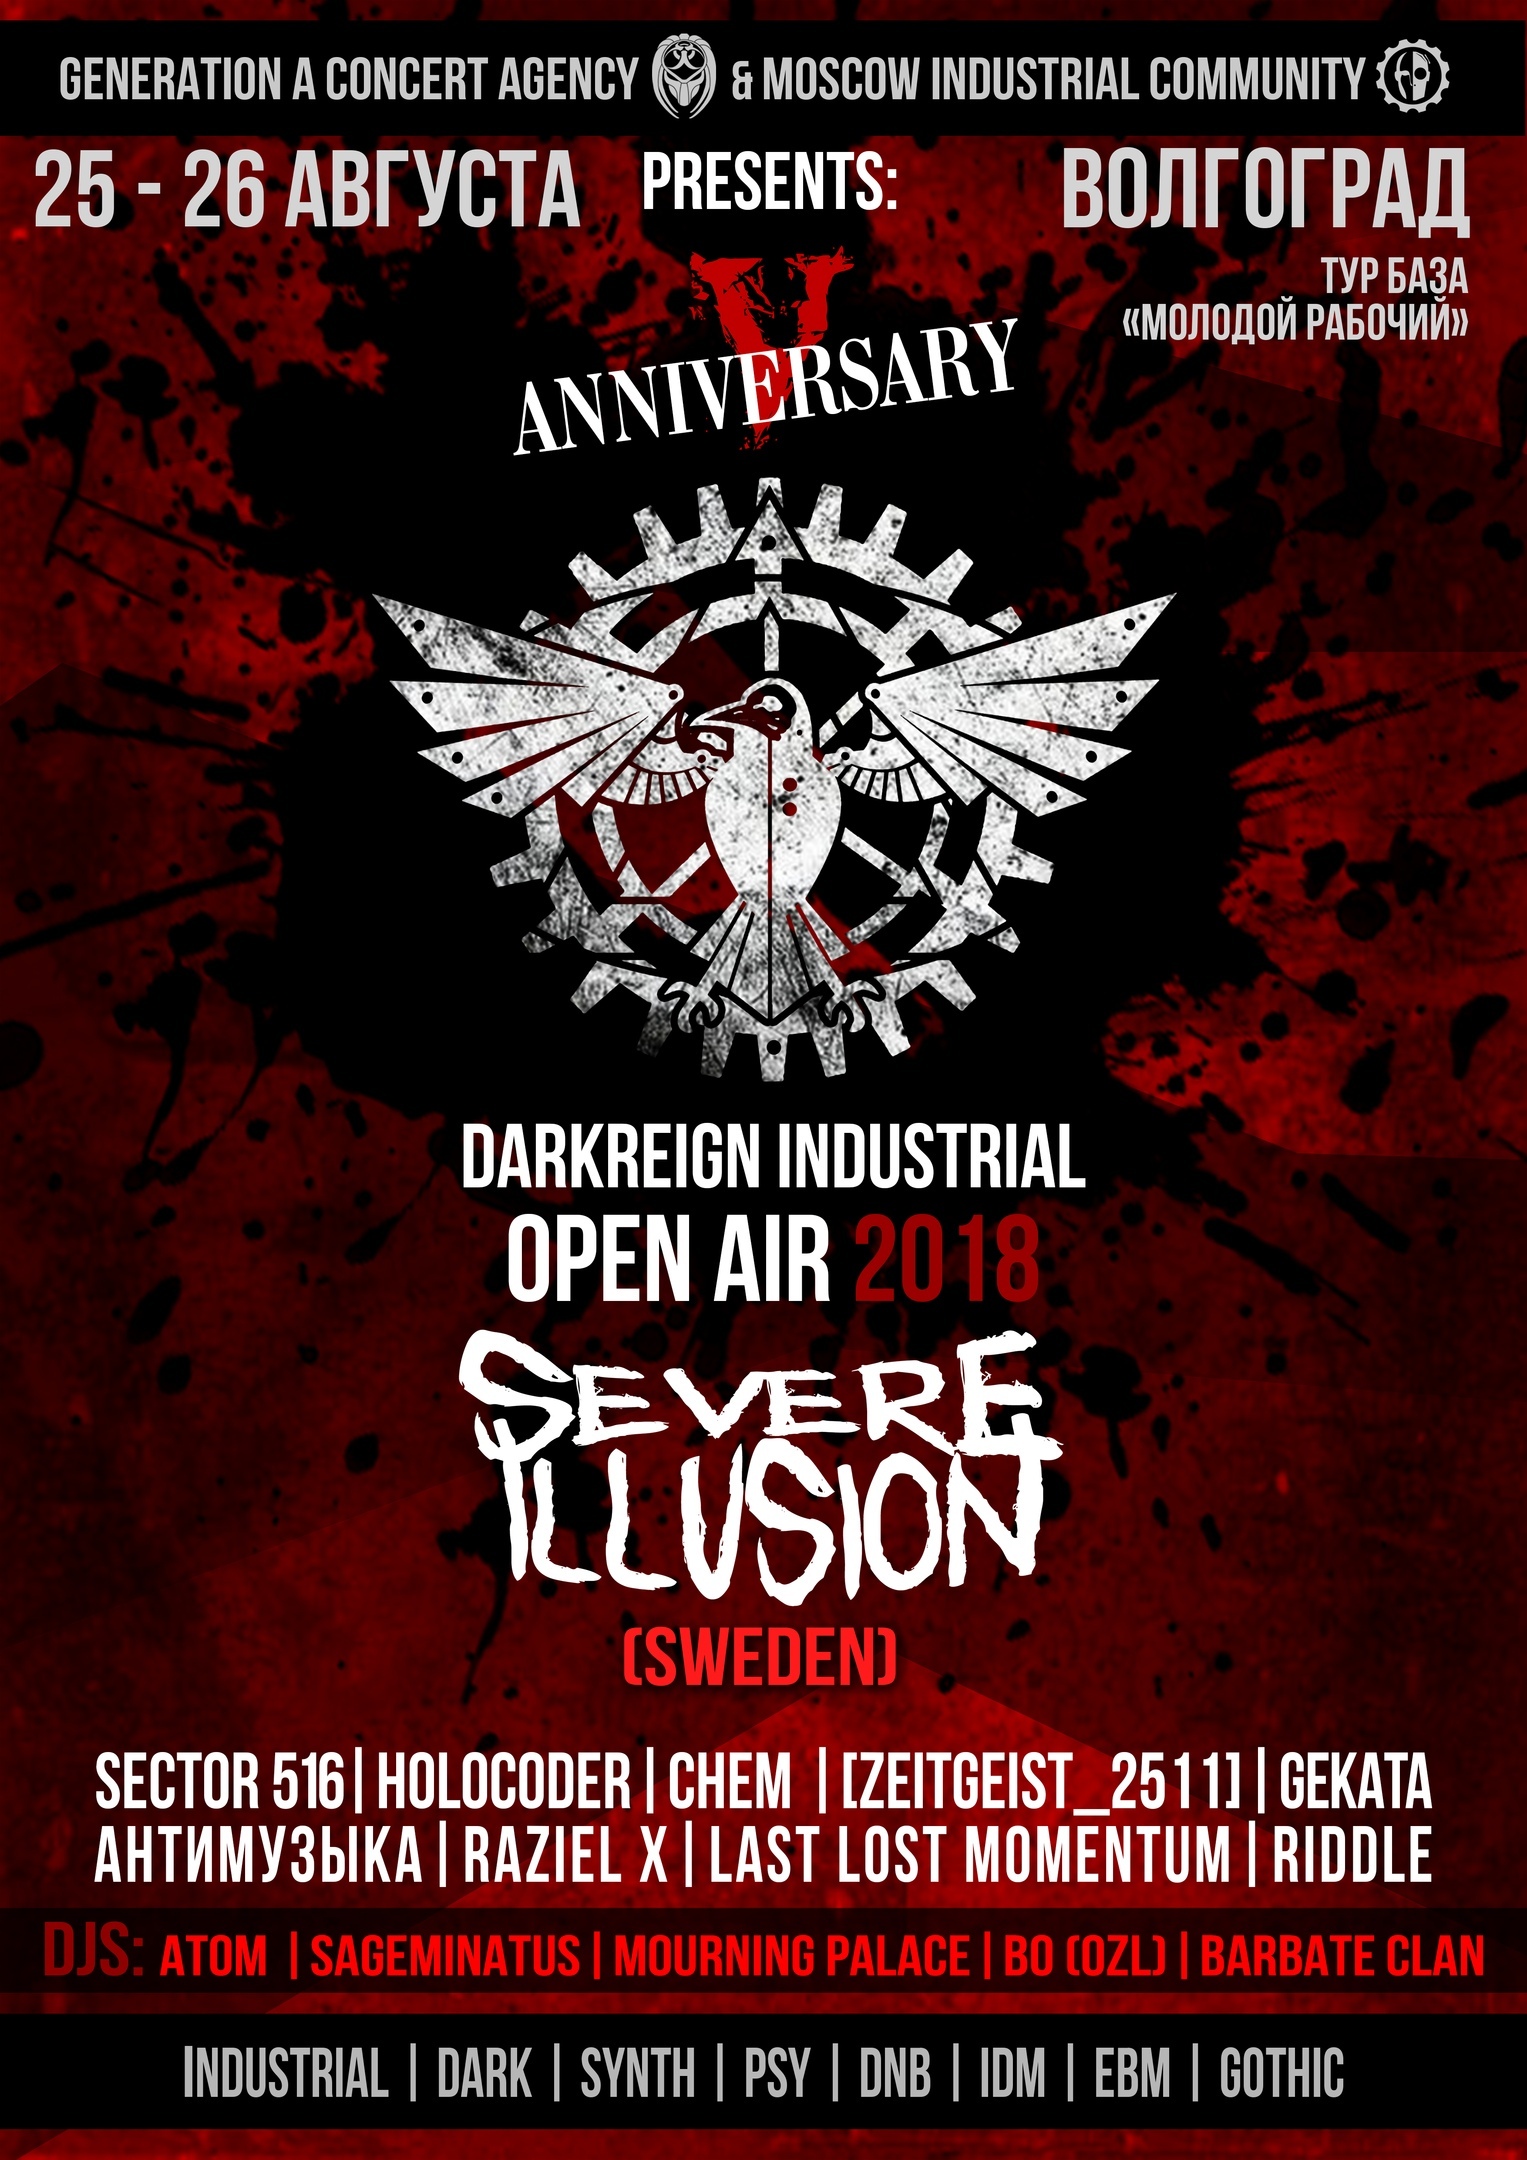 GENERATION A CONCERT AGENCY & MOSCOW INDUSTRIAL COMMUNITY
25 - 26 АВГУСТА
PRESENTS:
ВОЛГОГРАД
ТУР БАЗА
«МОЛОДОЙ РАБОЧИЙ»
V
ANNIVERSARY
DARKREIGN INDUSTRIAL
OPEN AIR 2018
SEVERE
ILLUSION
(SWEDEN)
SECTOR 516 | HOLOCODER | CHEM | [ZEITGEIST_2511] | GEKATA
АНТИМУЗЫКА | RAZIEL X | LAST LOST MOMENTUM | RIDDLE
DJS: ATOM | SAGEMINATUS | MOURNING PALACE | BO (OZL) | BARBATE CLAN
INDUSTRIAL | DARK | SYNTH | PSY | DNB | IDM | EBM | GOTHIC